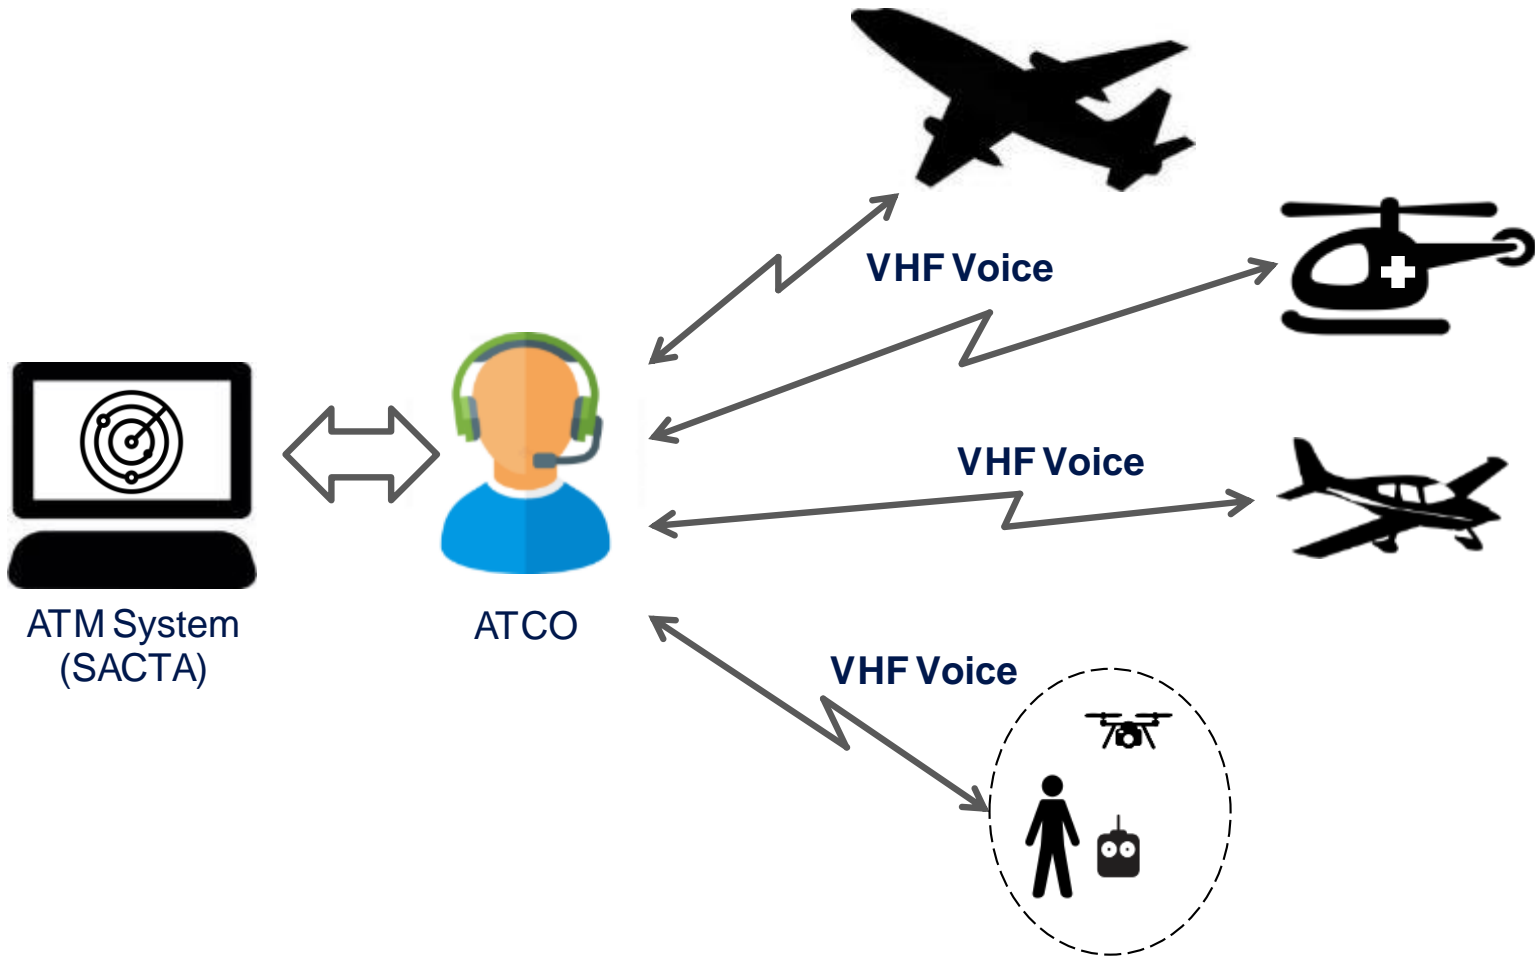 VHF Voice
VHF Voice
ATM System
(SACTA)
ATCO
VHF Voice